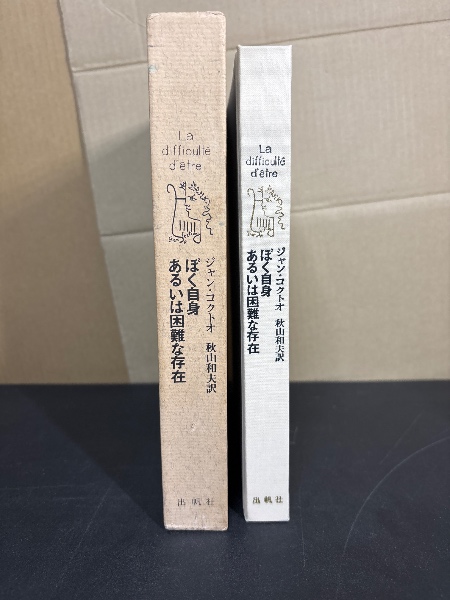 La
difficulté
d'être
ジャン・コクトオ 秋山和夫訳
ぼく自身
あるいは困難な存在
出帆社
La
difficulté
d'être
ジャン・コクトオ 秋山和夫訳
ぼく自身
あるいは困難な存在
出帆社